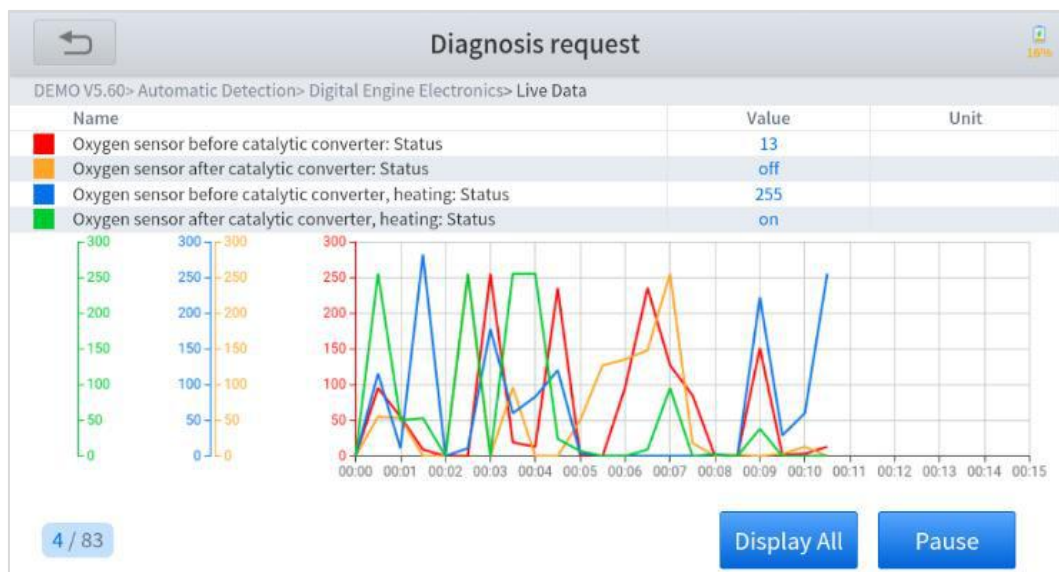 Diagnosis request
16%
DEMO V5.60> Automatic Detection> Digital Engine Electronics> Live Data
Name Value Unit
Oxygen sensor before catalytic converter: Status 13
Oxygen sensor after catalytic converter: Status off
Oxygen sensor before catalytic converter, heating: Status 255
Oxygen sensor after catalytic converter, heating: Status on
300 300 300 300
250 250 250 250
200 200 200 200
150 150 150 150
100 100 100 100
50 50 50 50
0 0 0 0
00:00 00:01 00:02 00:03 00:04 00:05 00:06 00:07 00:08 00:09 00:10 00:11 00:12 00:13 00:14 00:15
4 / 83
Display All
Pause